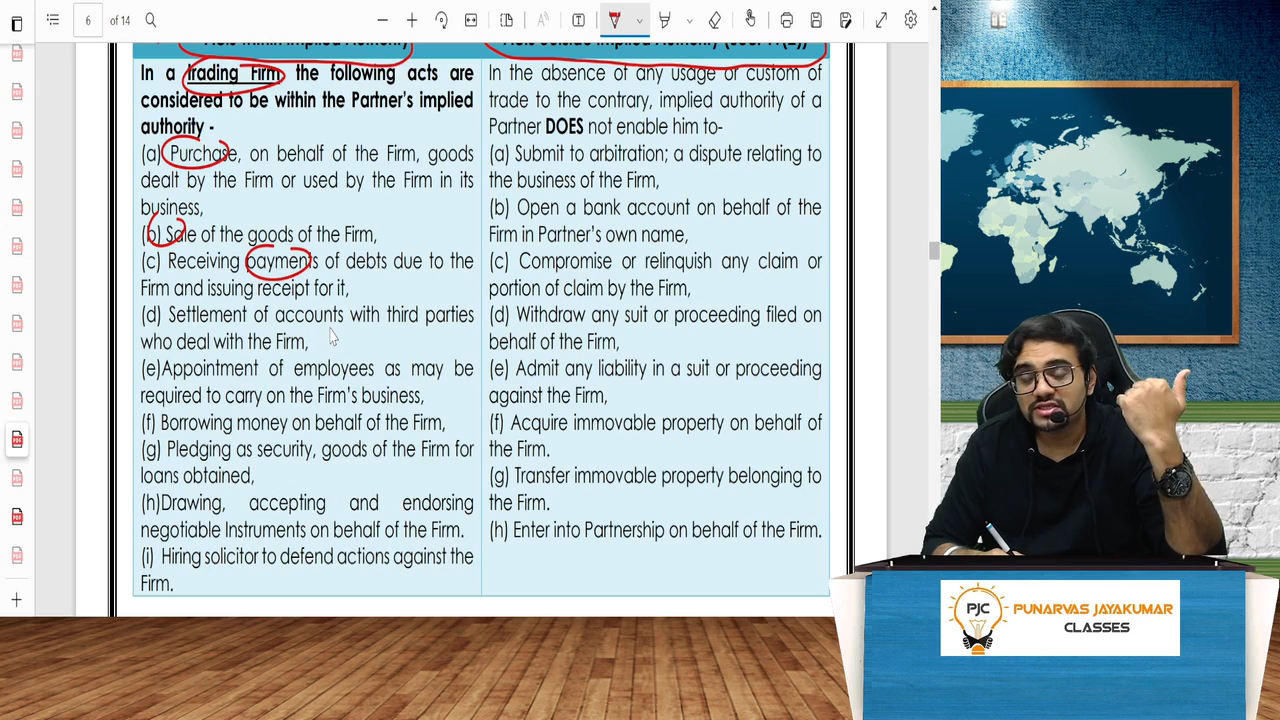 6
of 14
In a Trading Firm the following acts are
considered to be within the Partner's implied
authority -
(a) Purchase, on behalf of the Firm, goods
dealt by the Firm or used by the Firm in its
business,
(b) Sale of the goods of the Firm,
(c) Receiving payments of debts due to the
Firm and issuing receipt for it,
(d) Settlement of accounts with third parties
who deal with the Firm,
(e)Appointment of employees as may be
required to carry on the Firm's business,
(f) Borrowing money on behalf of the Firm,
(g) Pledging as security, goods of the Firm for
loans obtained,
(h)Drawing, accepting and endorsing
negotiable Instruments on behalf of the Firm.
(i) Hiring solicitor to defend actions against the
Firm.
In the absence of any usage or custom of
trade to the contrary, implied authority of a
Partner DOES not enable him to-
(a) Submit to arbitration; a dispute relating to
the business of the Firm,
(b) Open a bank account on behalf of the
Firm in Partner's own name,
(c) Compromise or relinquish any claim or
portion of claim by the Firm,
(d) Withdraw any suit or proceeding filed on
behalf of the Firm,
(e) Admit any liability in a suit or proceeding
against the Firm,
(f) Acquire immovable property on behalf of
the Firm.
(g) Transfer immovable property belonging to
the Firm.
(h) Enter into Partnership on behalf of the Firm.
PJC
PUNARVAS JAYAKUMAR
CLASSES